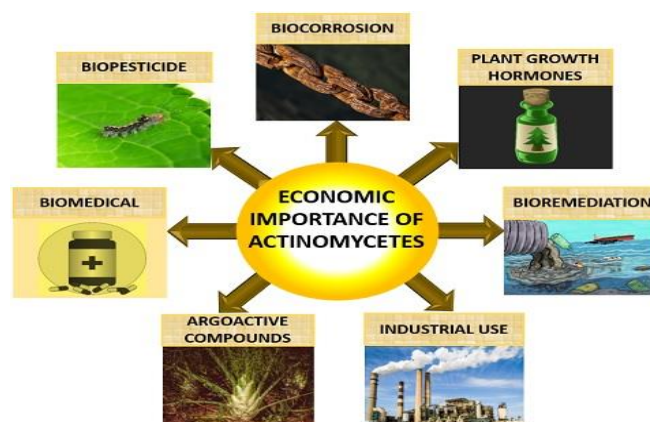 BIOCORROSION
BIOPESTICIDE
PLANT GROWTH
HORMONES
BIOMEDICAL
ECONOMIC
IMPORTANCE OF
ACTINOMYCETES
BIOREMEDIATION
ARGOACTIVE
COMPOUNDS
INDUSTRIAL USE